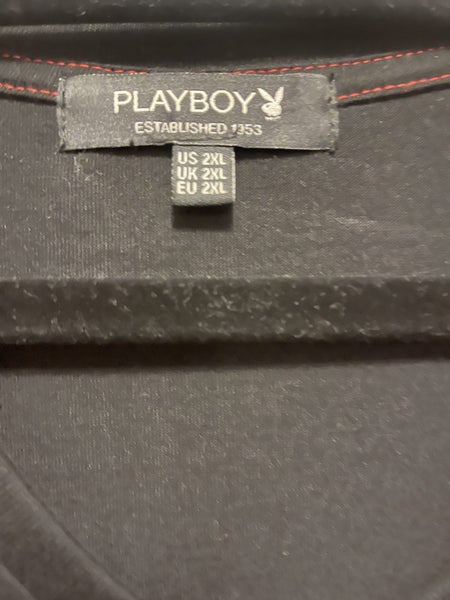 PLAYBOY
ESTABLISHED 1953
US 2XL
UK 2XL
EU 2XL